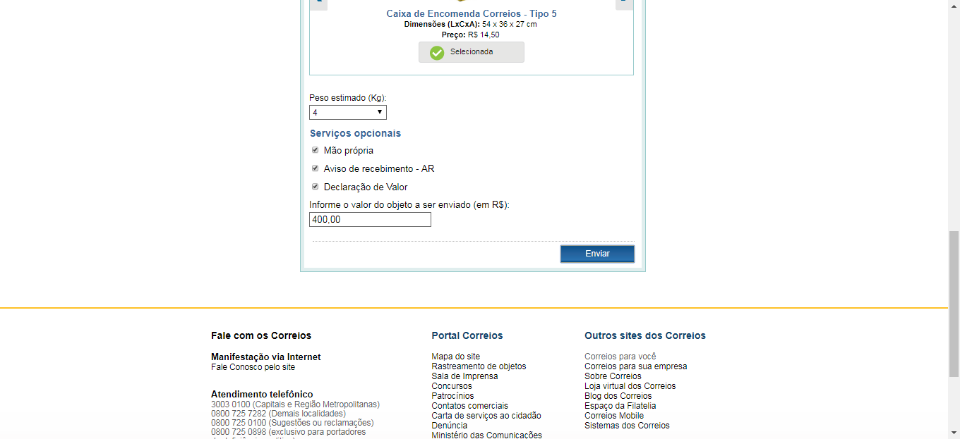 Caixa de Encomenda Correios - Tipo 5
Dimensões (LxCxA): 54 x 36 x 27 cm
Preço: R$ 14,50
Selecionada
Peso estimado (Kg):
4
Serviços opcionais
Mão própria
Aviso de recebimento - AR
Declaração de Valor
Informe o valor do objeto a ser enviado (em R$):
400,00
Enviar
Fale com os Correios
Manifestação via Internet
Fale Conosco pelo site
Atendimento telefônico
3003 0100 (Capitais e Região Metropolitanas)
0800 725 7282 (Demais localidades)
0800 725 0100 (Sugestões ou reclamações)
0800 725 0898 (exclusivo para portadores
Portal Correios
Mapa do site
Rastreamento de objetos
Sala de Imprensa
Concursos
Patrocínios
Contatos comerciais
Carta de serviços ao cidadão
Denúncia
Ministério das Comunicações
Outros sites dos Correios
Correios para você
Correios para sua empresa
Sobre Correios
Loja virtual dos Correios
Blog dos Correios
Espaço da Filatelia
Correios Mobile
Sistemas dos Correios